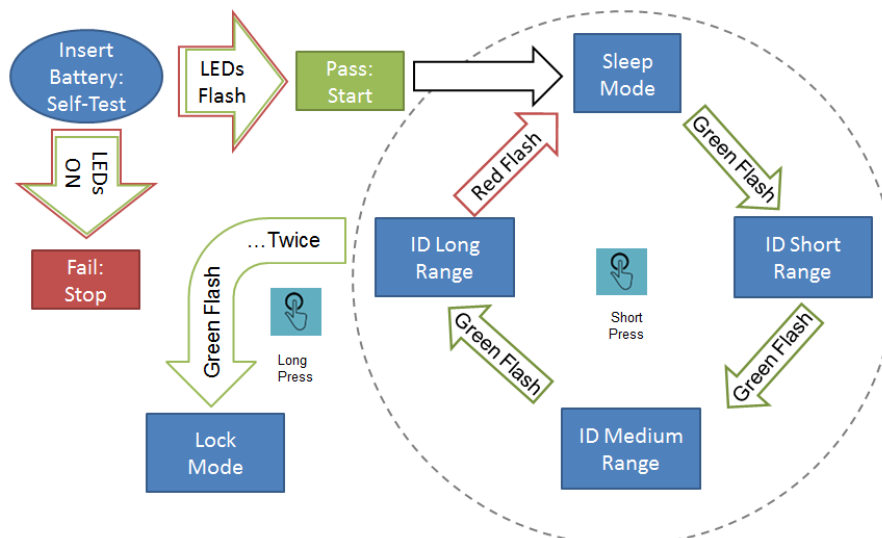 Insert
Battery:
Self-Test
LEDs
Flash
Pass:
Start
Sleep
Mode
LEDs
ON
Fail:
Stop
Red Flash
Green Flash
…Twice
Green Flash
Long
Press
Lock
Mode
ID Long
Range
Short
Press
ID Short
Range
Green Flash
Green Flash
ID Medium
Range